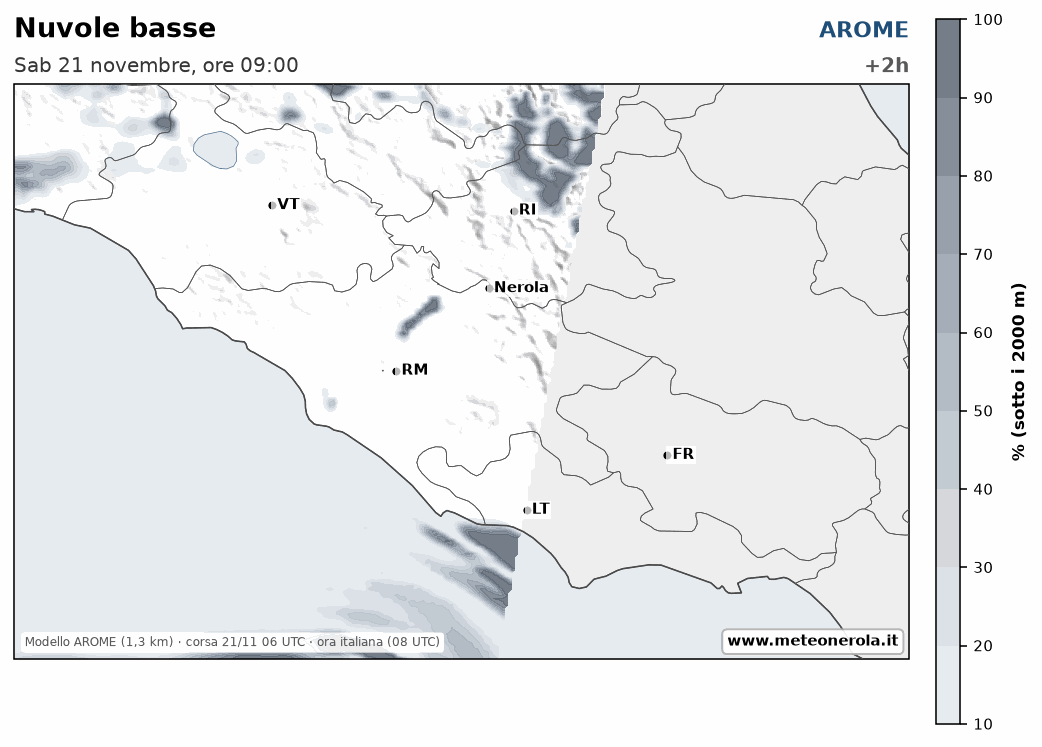 Nuvole basse
AROME
Sab 21 novembre, ore 09:00
+2h
VT
RI
Nerola
RM
FR
LT
Modello AROME (1,3 km) · corsa 21/11 06 UTC · ora italiana (08 UTC)
www.meteonerola.it
100
90
80
70
60
50
40
30
20
10
% (sotto i 2000 m)